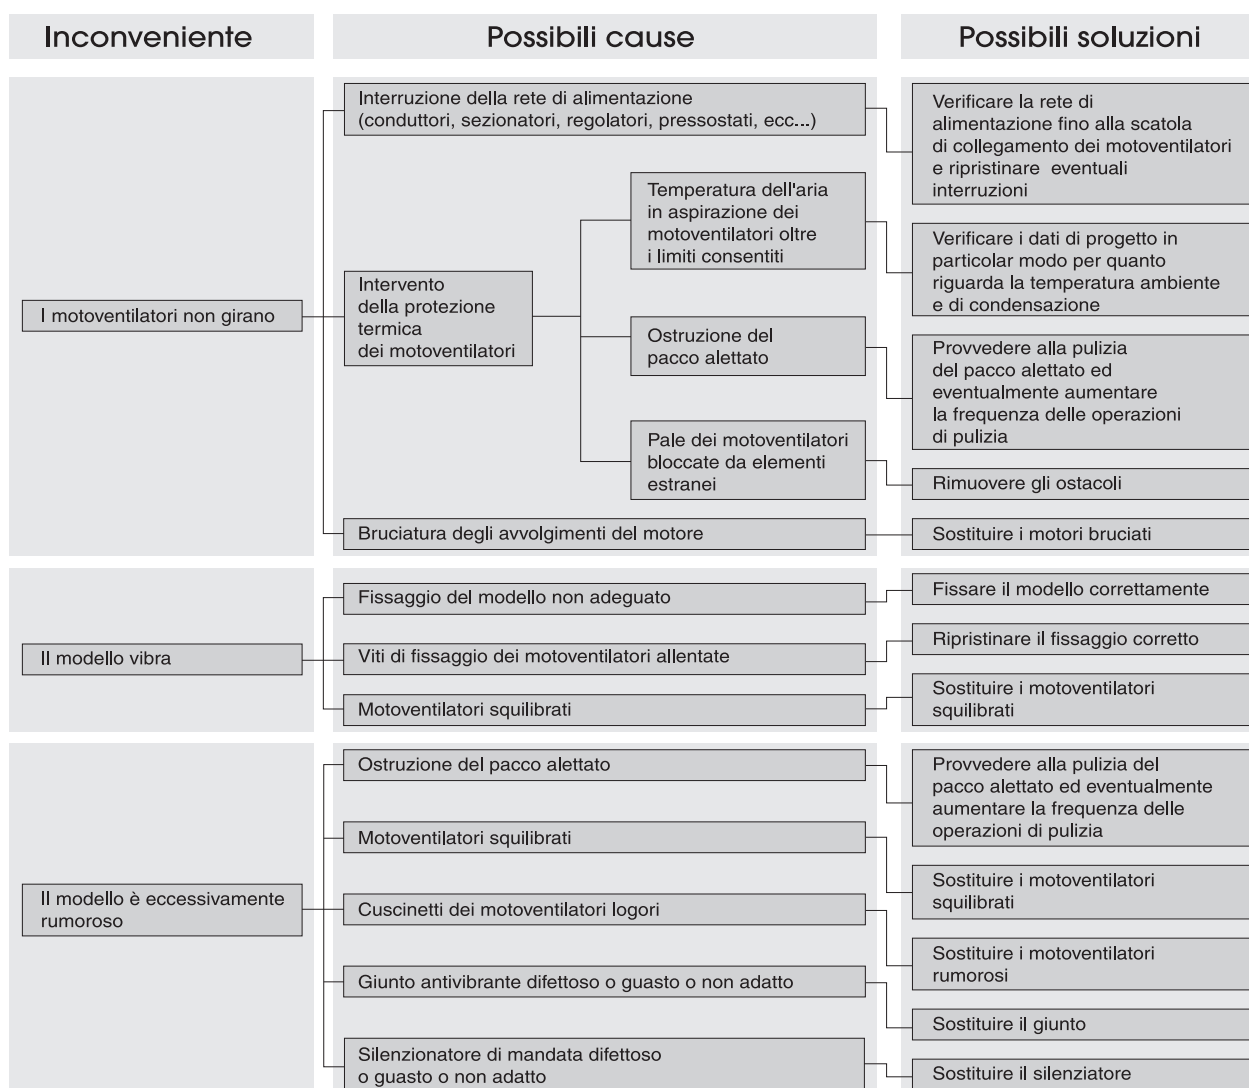 Inconveniente
Possibili cause
Possibili soluzioni
I motoventilatori non girano
Interruzione della rete di alimentazione
(conduttori, sezionatori, regolatori, pressostati, ecc...)
Verificare la rete di
alimentazione fino alla scatola
di collegamento dei motoventilatori
e ripristinare eventuali
interruzioni
Intervento
della protezione
termica
dei motoventilatori
Temperatura dell'aria
in aspirazione dei
motoventilatori oltre
i limiti consentiti
Verificare i dati di progetto in
particolar modo per quanto
riguarda la temperatura ambiente
e di condensazione
Ostruzione del
pacco alettato
Provvedere alla pulizia
del pacco alettato ed
eventualmente aumentare
la frequenza delle operazioni
di pulizia
Pale dei motoventilatori
bloccate da elementi
estranei
Rimuovere gli ostacoli
Bruciatura degli avvolgimenti del motore
Sostituire i motori bruciati
Il modello vibra
Fissaggio del modello non adeguato
Fissare il modello correttamente
Viti di fissaggio dei motoventilatori allentate
Ripristinare il fissaggio corretto
Motoventilatori squilibrati
Sostituire i motoventilatori
squilibrati
Il modello è eccessivamente
rumoroso
Ostruzione del pacco alettato
Provvedere alla pulizia del
pacco alettato ed eventualmente
aumentare la frequenza delle
operazioni di pulizia
Motoventilatori squilibrati
Sostituire i motoventilatori
squilibrati
Cuscinetti dei motoventilatori logori
Sostituire i motoventilatori
rumorosi
Giunto antivibrante difettoso o guasto o non adatto
Sostituire il giunto
Silenzionatore di mandata difettoso
o guasto o non adatto
Sostituire il silenziatore